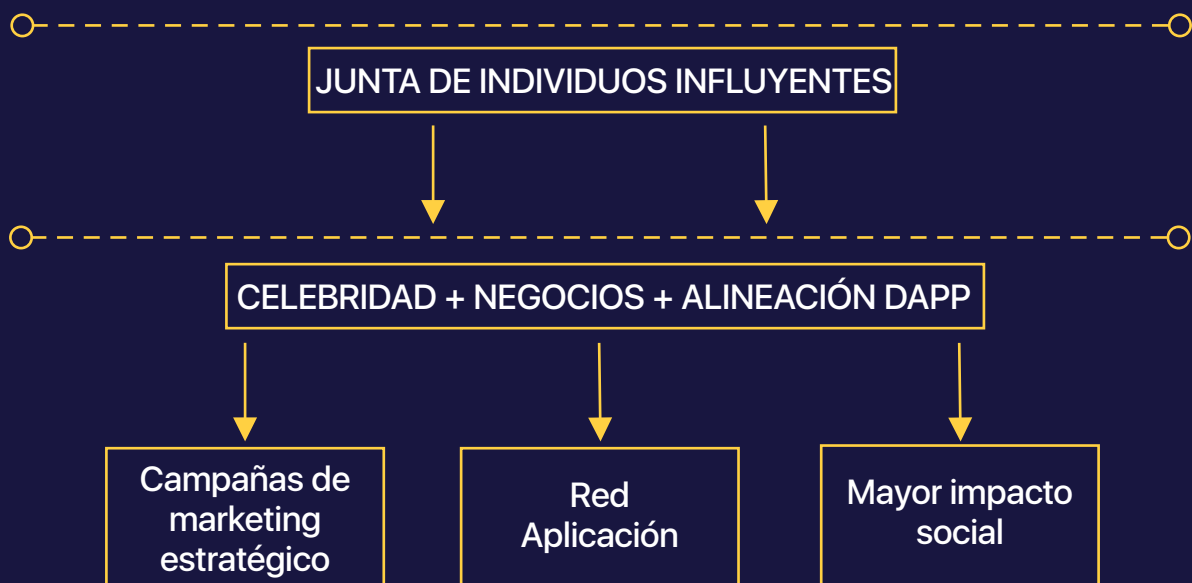 JUNTA DE INDIVIDUOS INFLUYENTES
CELEBRIDAD + NEGOCIOS + ALINEACIÓN DAPP
Campañas de
marketing
estratégico
Red
Aplicación
Mayor impacto
social